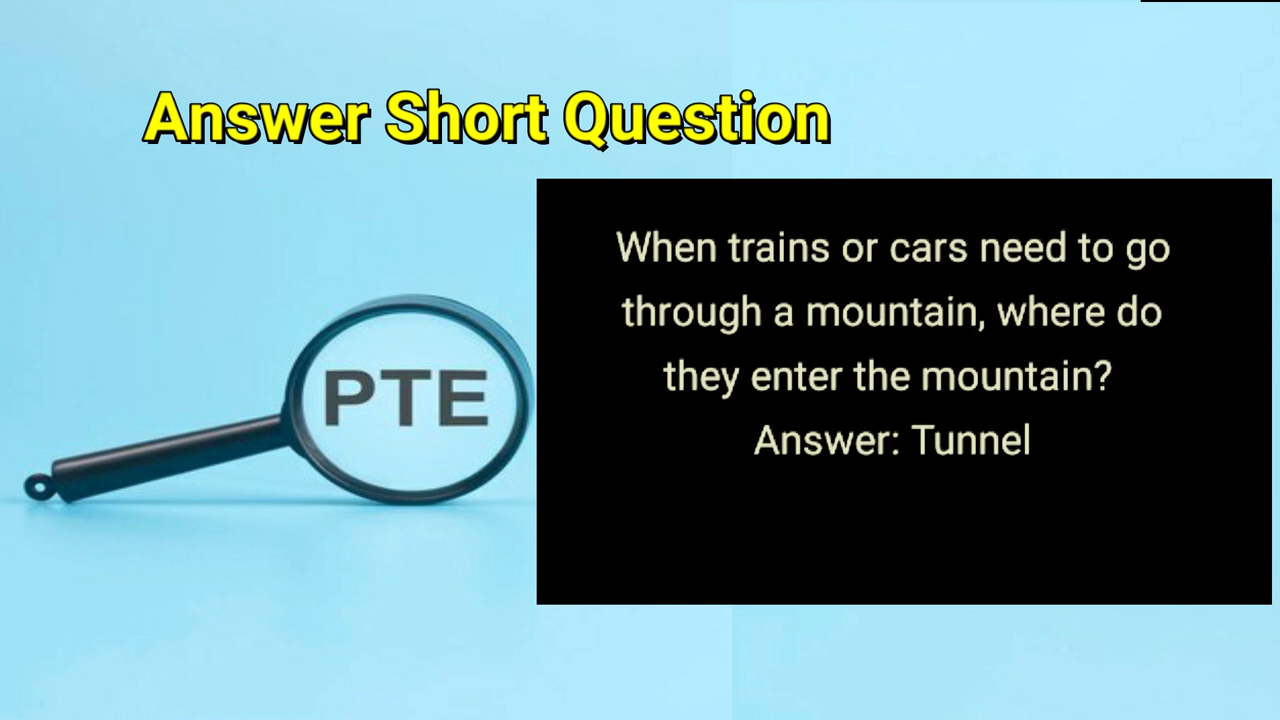 Answer Short Question
When trains or cars need to go
through a mountain, where do
they enter the mountain?
Answer: Tunnel
PTE